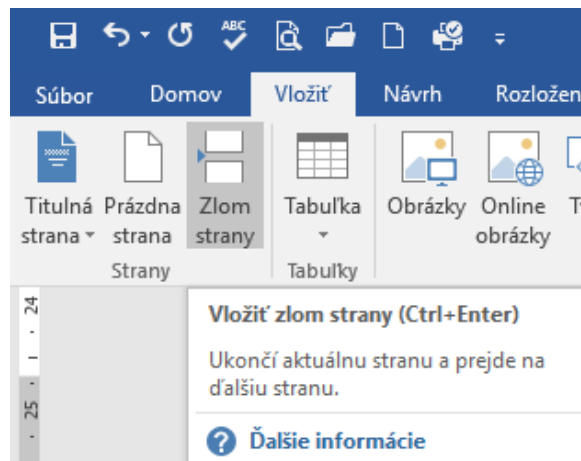 ABC
Súbor Domov Vložiť Návrh Rozložen
Titulná Prázdna Zlom Tabuľka Obrázky Online
strana strana strany obrázky
Strany Tabuľky
24
Vložiť zlom strany (Ctrl+Enter)
Ukončí aktuálnu stranu a prejde na
ďalšiu stranu.
25
? Ďalšie informácie